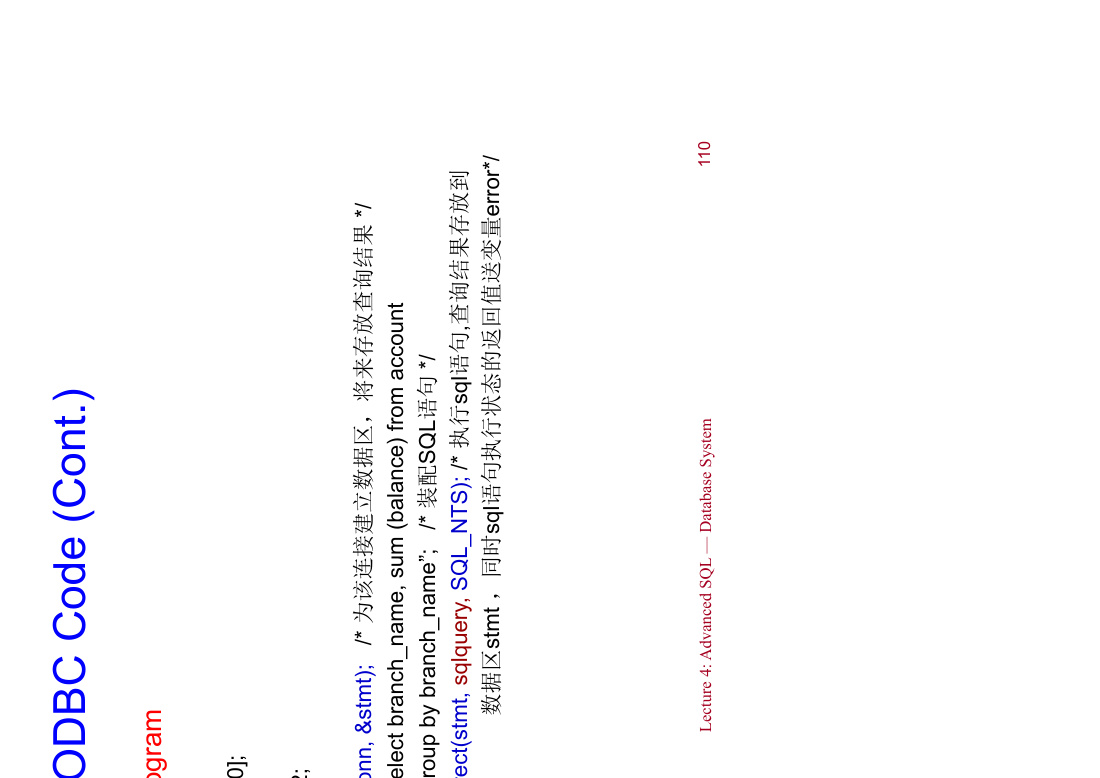 ODBC Code (Cont.)
ogram
0];
onn, &stmt);   /* 为该连接建立数据区，将来存放查询结果 */
elect branch_name, sum (balance) from account
roup by branch_name”;   /* 装配SQL语句 */
rect(stmt, sqlquery, SQL_NTS); /* 执行sql语句,查询结果存放到
数据区stmt ，同时sql语句执行状态的返回值送变量error*/
Lecture 4: Advanced SQL — Database System 110